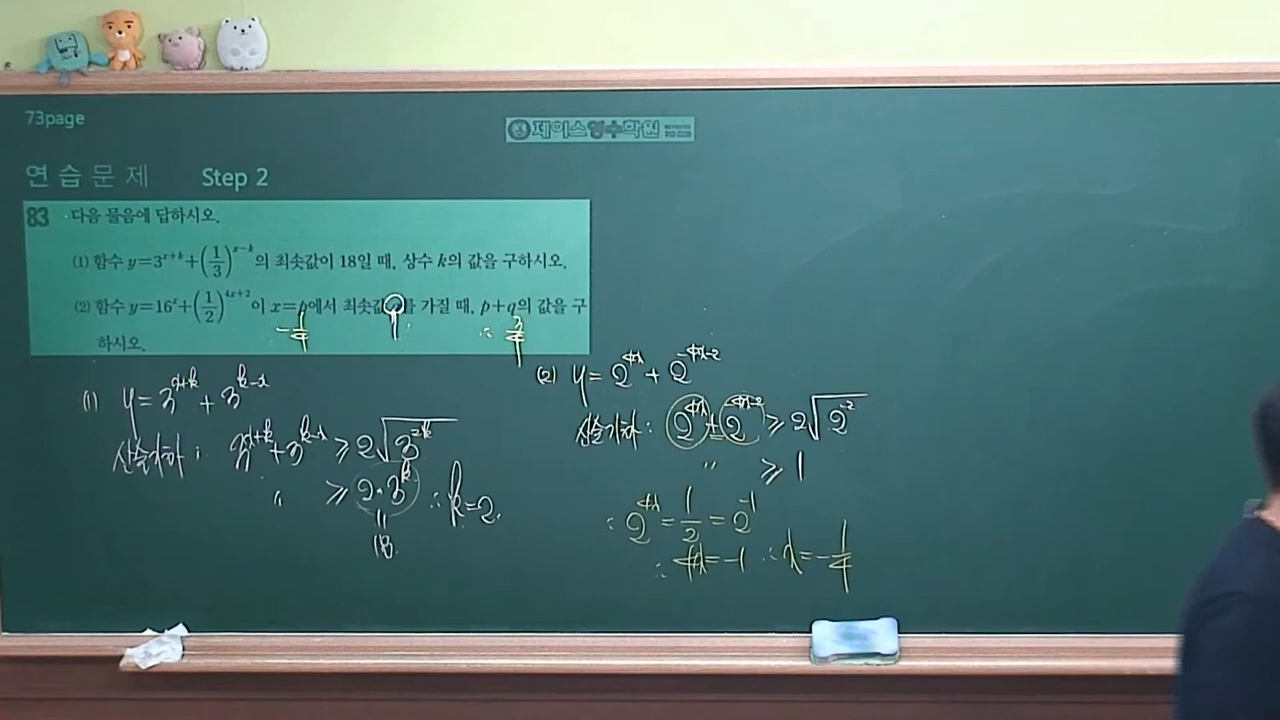 73page
제이스영수학원
연습문제 Step 2
83 다음 물음에 답하시오.
(1) 함수 y=3^{x+k}+(1/3)^{x-k}의 최솟값이 18일 때, 상수 k의 값을 구하시오.
(2) 함수 y=16^x+(1/2)^{4x+2}이 x=p에서 최솟값 q를 가질 때, p+q의 값을 구
하시오.
-1/4 1 ∴ 3/4
(1) y=3^{x+k}+3^{k-x}
산술기하 : 3^{x+k}+3^{k-x} ≥ 2√(3^{2k})
〃 ≥ 2·3^k ∴ k=2.
||
18.
(2) y=2^{4x}+2^{-4x-2}
산술기하 : 2^{4x}+2^{-4x-2} ≥ 2√(2^{-2})
〃 ≥ 1
: 2^{4x}=1/2=2^{-1}
∴ 4x=-1 ∴ x=-1/4